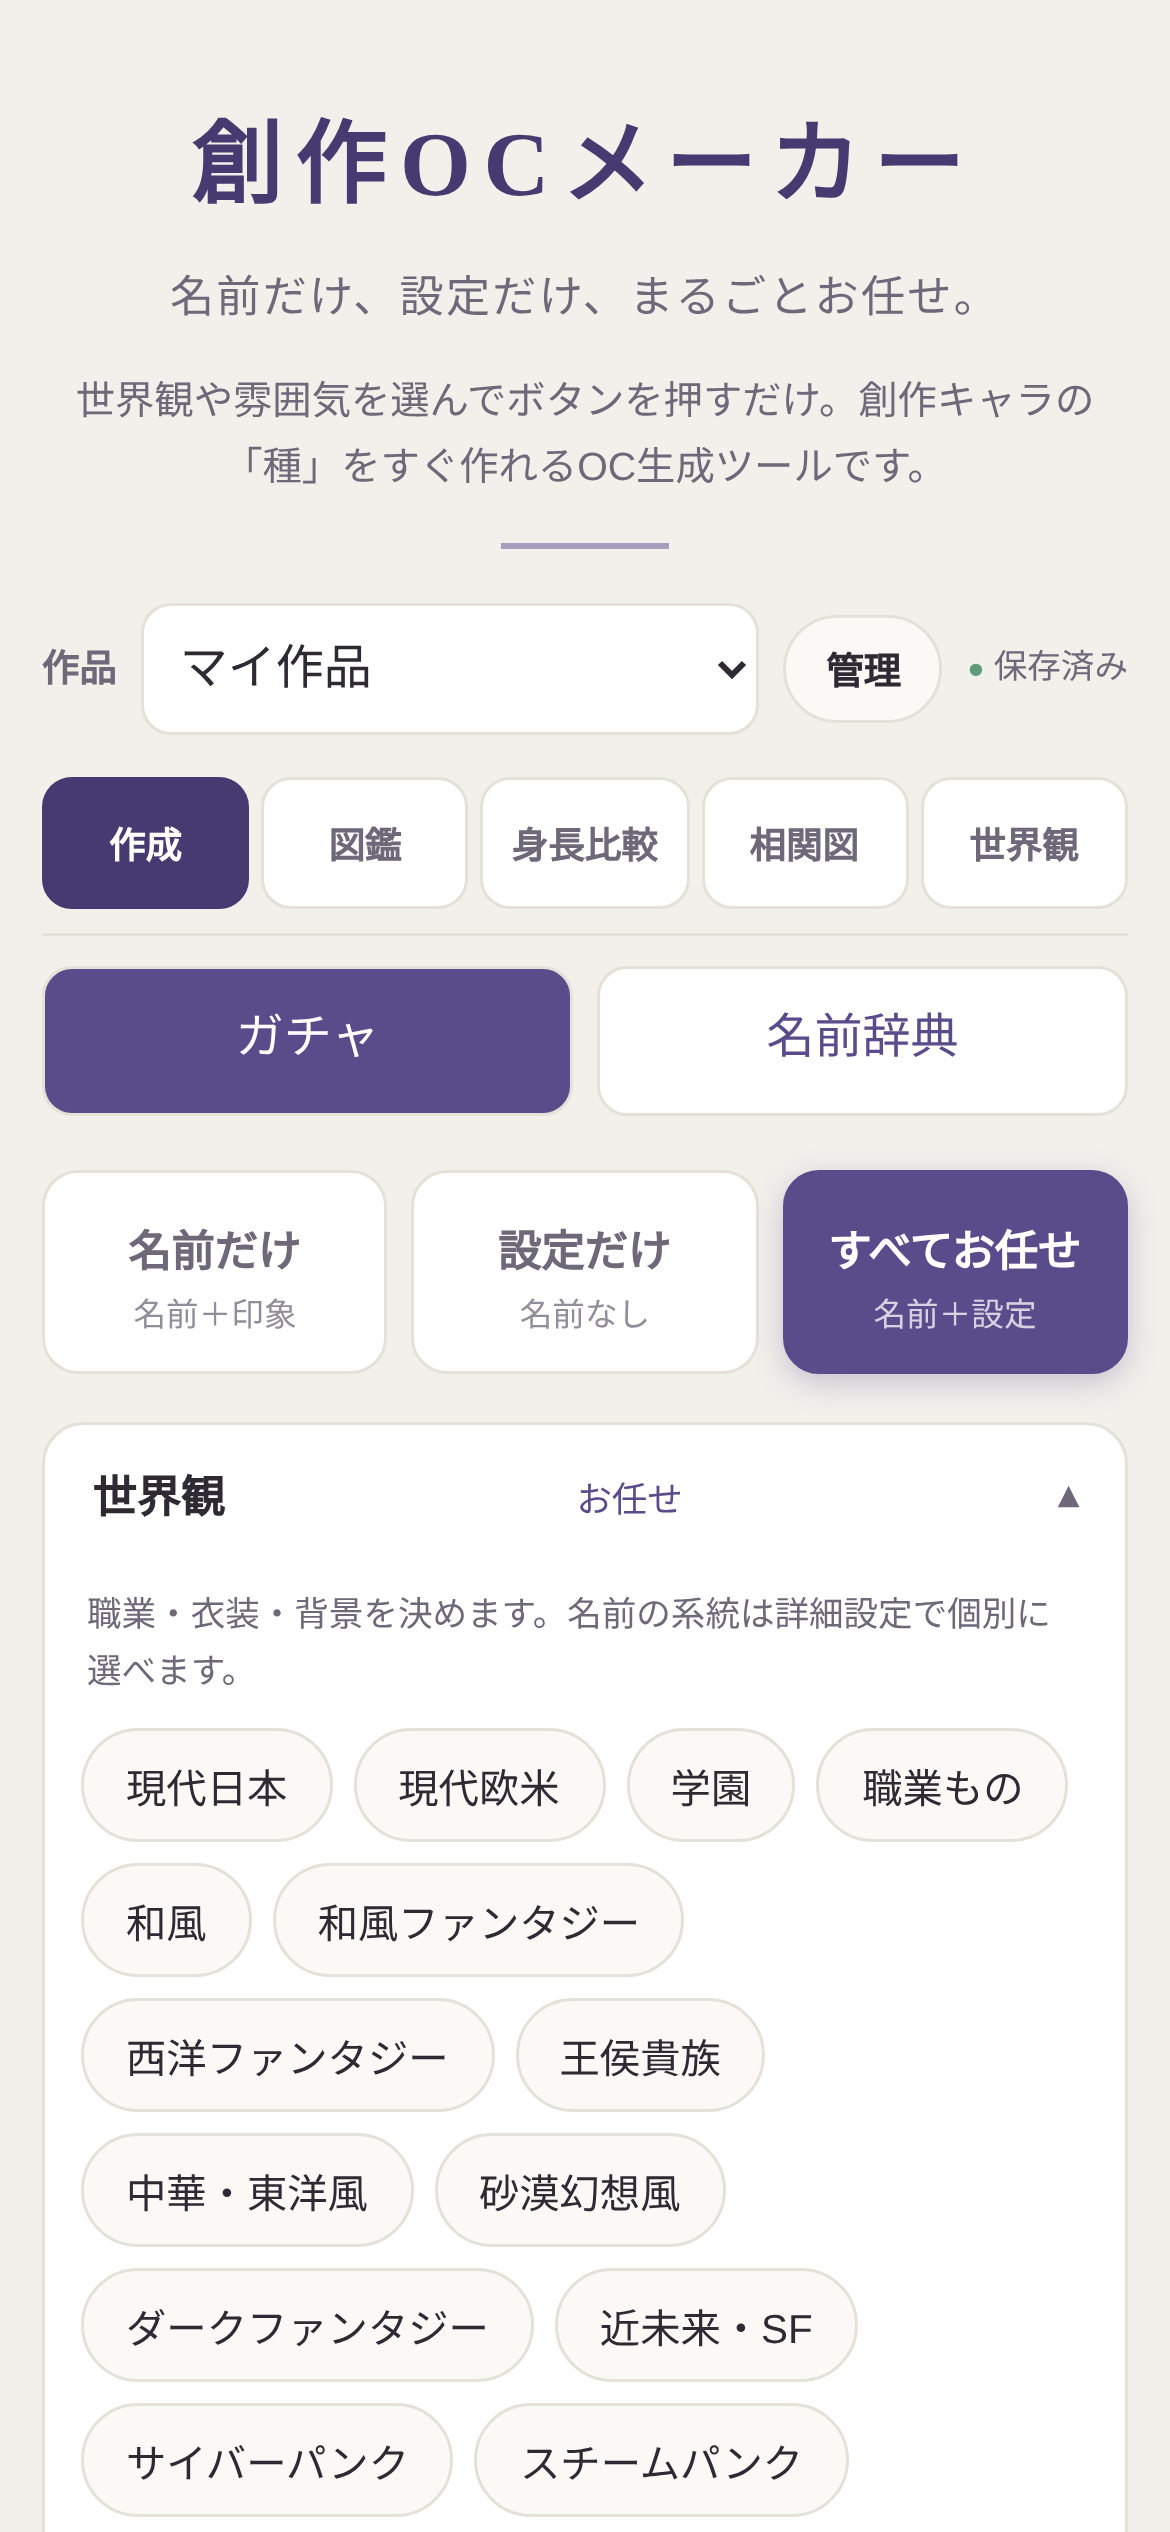 創作OCメーカー
名前だけ、設定だけ、まるごとお任せ。
世界観や雰囲気を選んでボタンを押すだけ。創作キャラの
「種」をすぐ作れるOC生成ツールです。
作品 マイ作品 管理 保存済み
作成 図鑑 身長比較 相関図 世界観
ガチャ 名前辞典
名前だけ 設定だけ すべてお任せ
名前＋印象 名前なし 名前＋設定
世界観 お任せ ▲
職業・衣装・背景を決めます。名前の系統は詳細設定で個別に
選べます。
現代日本 現代欧米 学園 職業もの
和風 和風ファンタジー
西洋ファンタジー 王侯貴族
中華・東洋風 砂漠幻想風
ダークファンタジー 近未来・SF
サイバーパンク スチームパンク